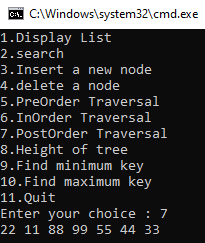 C:\Windows\system32\cmd.exe
1.Display List
2.search
3.Insert a new node
4.delete a node
5.PreOrder Traversal
6.InOrder Traversal
7.PostOrder Traversal
8.Height of tree
9.Find minimum key
10.Find maximum key
11.Quit
Enter your choice : 7
22 11 88 99 55 44 33